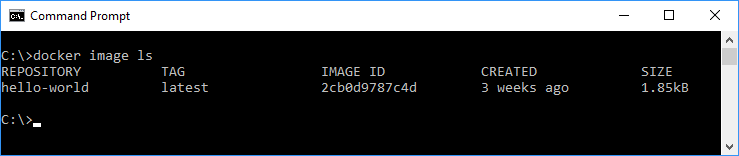 Command Prompt
C:\>docker image ls
REPOSITORY TAG IMAGE ID CREATED SIZE
hello-world latest 2cb0d9787c4d 3 weeks ago 1.85kB
C:\>